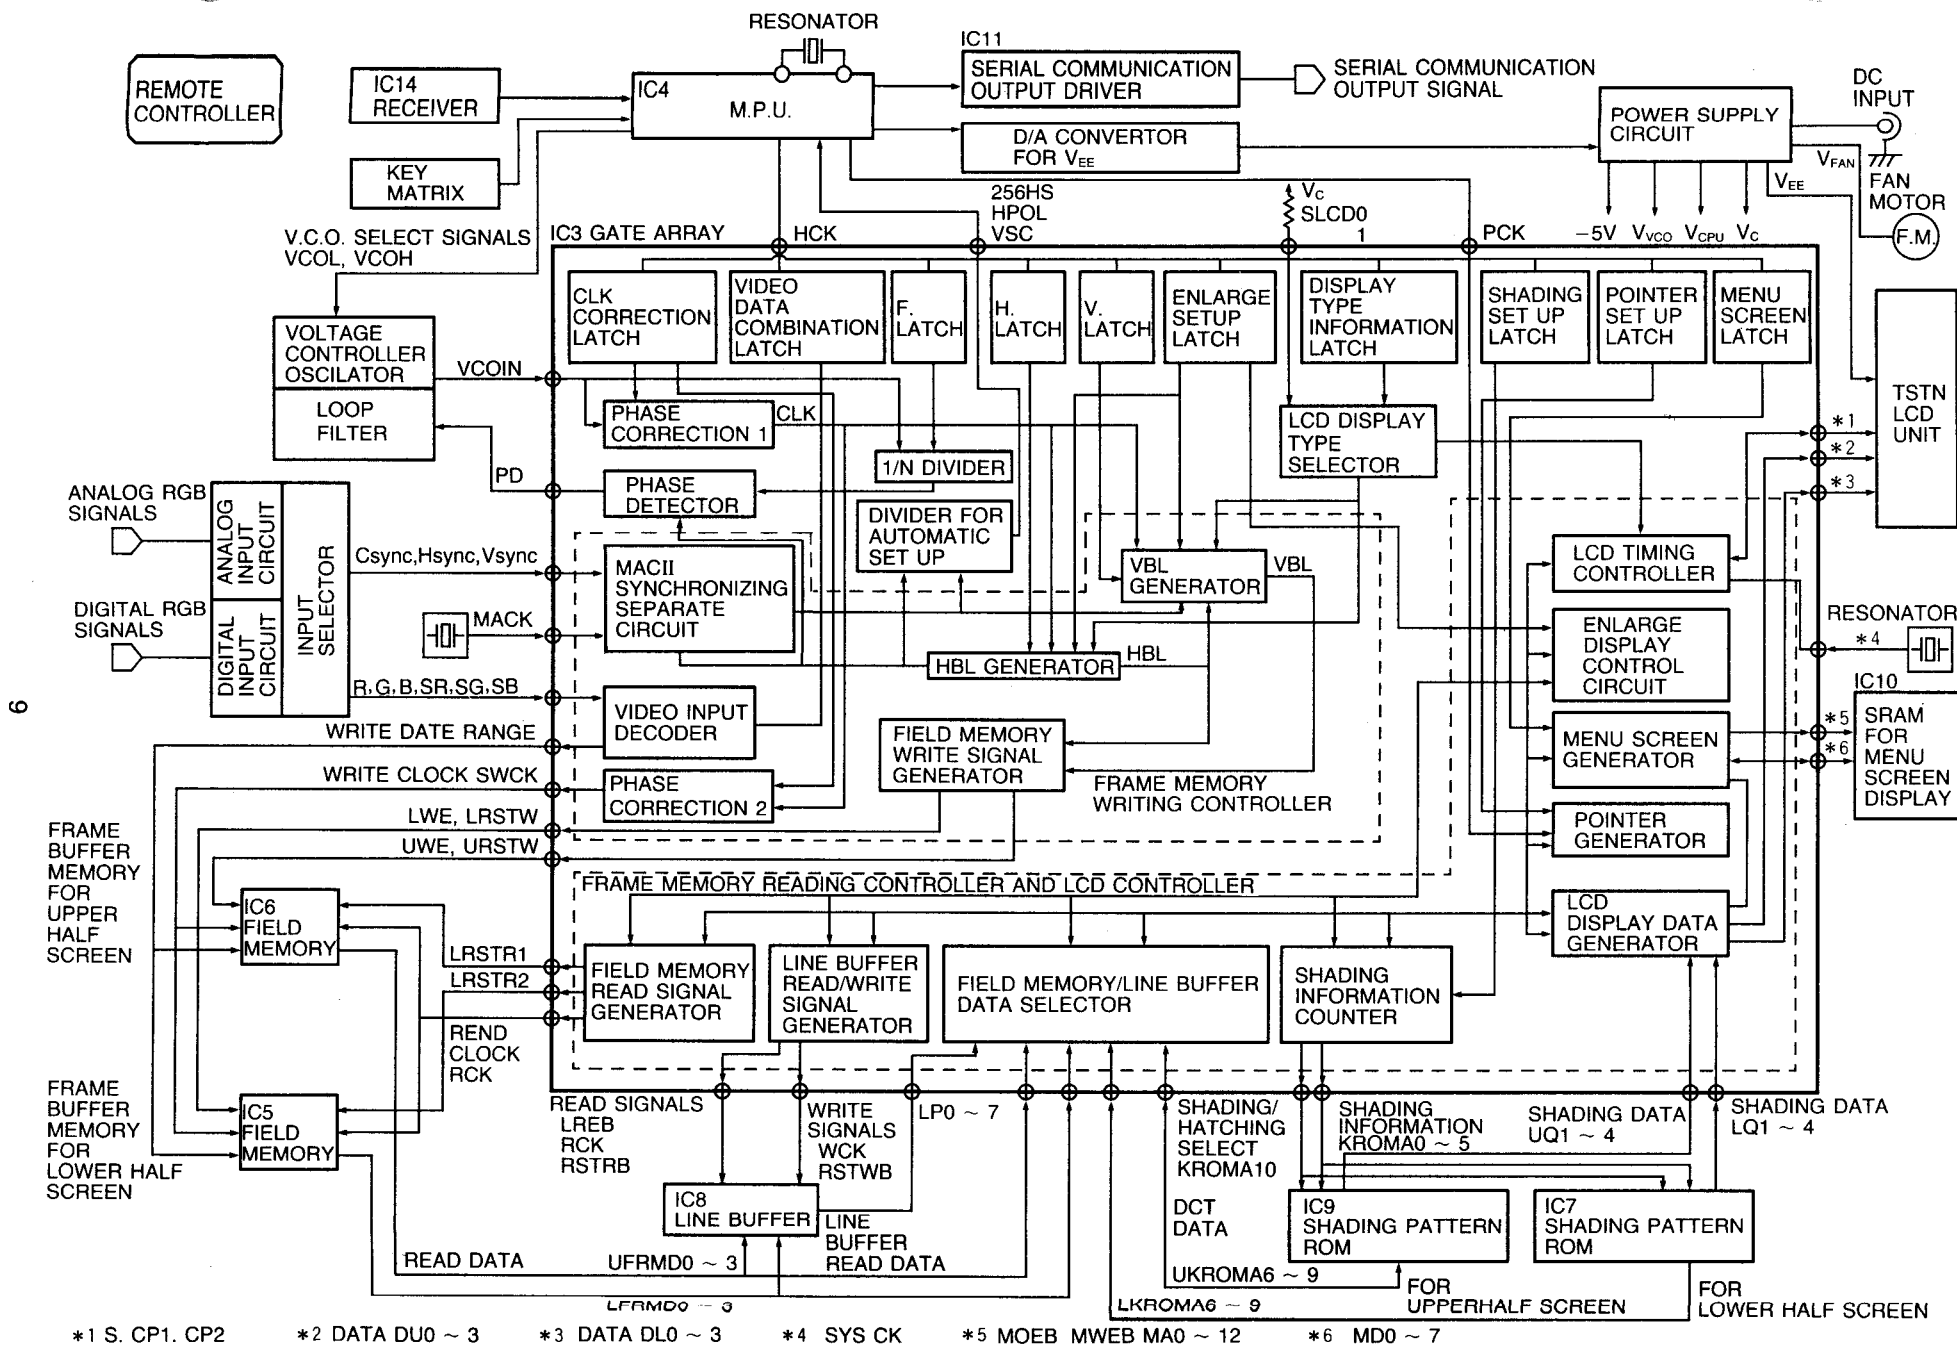 RESONATOR
REMOTE
CONTROLLER
IC14
RECEIVER
KEY
MATRIX
IC4
M.P.U.
IC11
SERIAL COMMUNICATION
OUTPUT DRIVER
SERIAL COMMUNICATION
OUTPUT SIGNAL
D/A CONVERTOR
FOR VEE
POWER SUPPLY
CIRCUIT
DC
INPUT
VFAN
FAN
MOTOR
F.M.
VEE
-5V VVCO VCPU VC
256HS
HPOL
VSC
VC
SLCD0
1
PCK
HCK
V.C.O. SELECT SIGNALS
VCOL, VCOH
IC3 GATE ARRAY
CLK
CORRECTION
LATCH
VIDEO
DATA
COMBINATION
LATCH
F.
LATCH
H.
LATCH
V.
LATCH
ENLARGE
SETUP
LATCH
DISPLAY
TYPE
INFORMATION
LATCH
SHADING
SET UP
LATCH
POINTER
SET UP
LATCH
MENU
SCREEN
LATCH
VOLTAGE
CONTROLLER
OSCILATOR
LOOP
FILTER
VCOIN
PD
PHASE
CORRECTION 1
CLK
1/N DIVIDER
PHASE
DETECTOR
DIVIDER FOR
AUTOMATIC
SET UP
LCD DISPLAY
TYPE
SELECTOR
TSTN
LCD
UNIT
*1
*2
*3
ANALOG RGB
SIGNALS
DIGITAL RGB
SIGNALS
ANALOG
INPUT
CIRCUIT
DIGITAL
INPUT
CIRCUIT
INPUT
SELECTOR
Csync,Hsync,Vsync
MACK
R,G,B,SR,SG,SB
MACII
SYNCHRONIZING
SEPARATE
CIRCUIT
VBL
GENERATOR
VBL
HBL GENERATOR
HBL
LCD TIMING
CONTROLLER
ENLARGE
DISPLAY
CONTROL
CIRCUIT
RESONATOR
*4
IC10
SRAM
FOR
MENU
SCREEN
DISPLAY
*5
*6
MENU SCREEN
GENERATOR
POINTER
GENERATOR
LCD
DISPLAY DATA
GENERATOR
VIDEO INPUT
DECODER
FIELD MEMORY
WRITE SIGNAL
GENERATOR
FRAME MEMORY
WRITING CONTROLLER
PHASE
CORRECTION 2
WRITE DATE RANGE
WRITE CLOCK SWCK
LWE, LRSTW
UWE, URSTW
6
FRAME
BUFFER
MEMORY
FOR
UPPER
HALF
SCREEN
IC6
FIELD
MEMORY
FRAME MEMORY READING CONTROLLER AND LCD CONTROLLER
LRSTR1
LRSTR2
REND
CLOCK
RCK
FIELD MEMORY
READ SIGNAL
GENERATOR
LINE BUFFER
READ/WRITE
SIGNAL
GENERATOR
FIELD MEMORY/LINE BUFFER
DATA SELECTOR
SHADING
INFORMATION
COUNTER
FRAME
BUFFER
MEMORY
FOR
LOWER HALF
SCREEN
IC5
FIELD
MEMORY
READ SIGNALS
LREB
RCK
RSTRB
WRITE
SIGNALS
WCK
RSTWB
LP0 ~ 7
SHADING/
HATCHING
SELECT
KROMA10
SHADING
INFORMATION
KROMA0 ~ 5
SHADING DATA
UQ1 ~ 4
SHADING DATA
LQ1 ~ 4
IC8
LINE BUFFER
LINE
BUFFER
READ DATA
READ DATA
UFRMD0 ~ 3
LFRMD0 ~ 3
DCT
DATA
IC9
SHADING PATTERN
ROM
IC7
SHADING PATTERN
ROM
UKROMA6 ~ 9
LKROMA6 ~ 9
FOR
UPPERHALF SCREEN
FOR
LOWER HALF SCREEN
*1 S. CP1. CP2 *2 DATA DU0 ~ 3 *3 DATA DL0 ~ 3 *4 SYS CK *5 MOEB MWEB MA0 ~ 12 *6 MD0 ~ 7